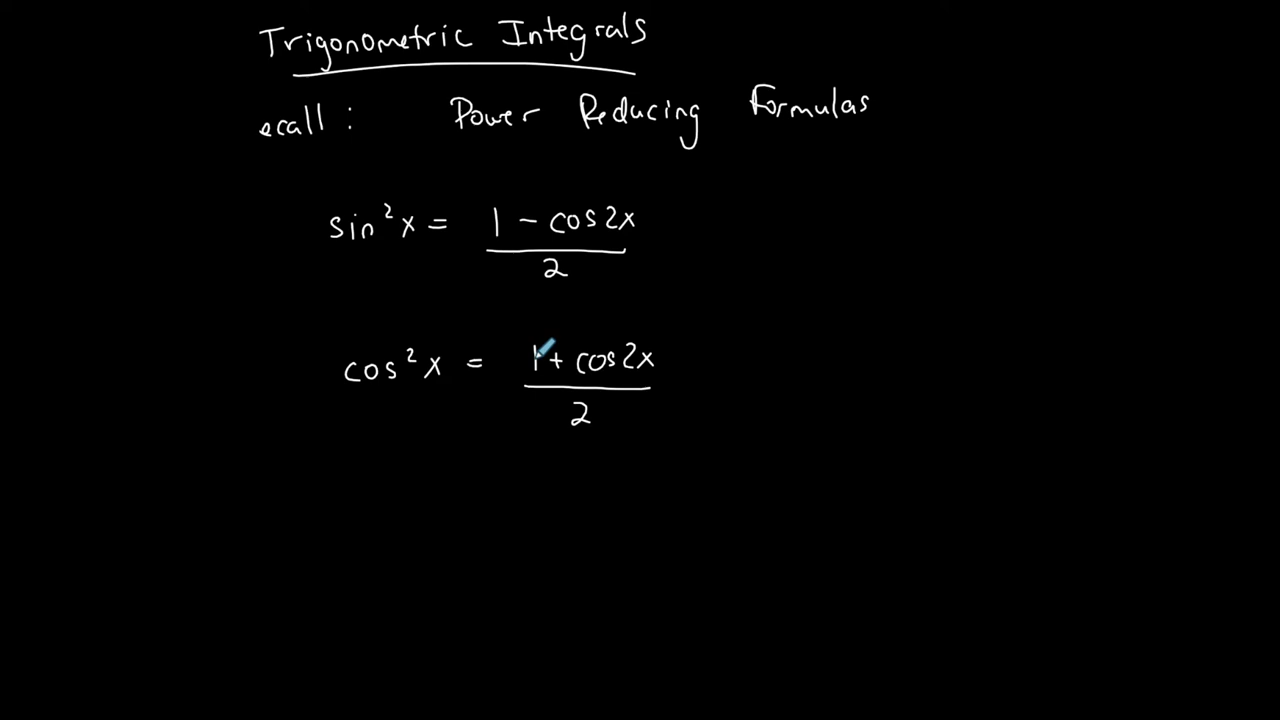 Trigonometric Integrals
ecall : Power Reducing Formulas
sin²x = 1 - cos2x
2
cos²x = 1 + cos2x
2